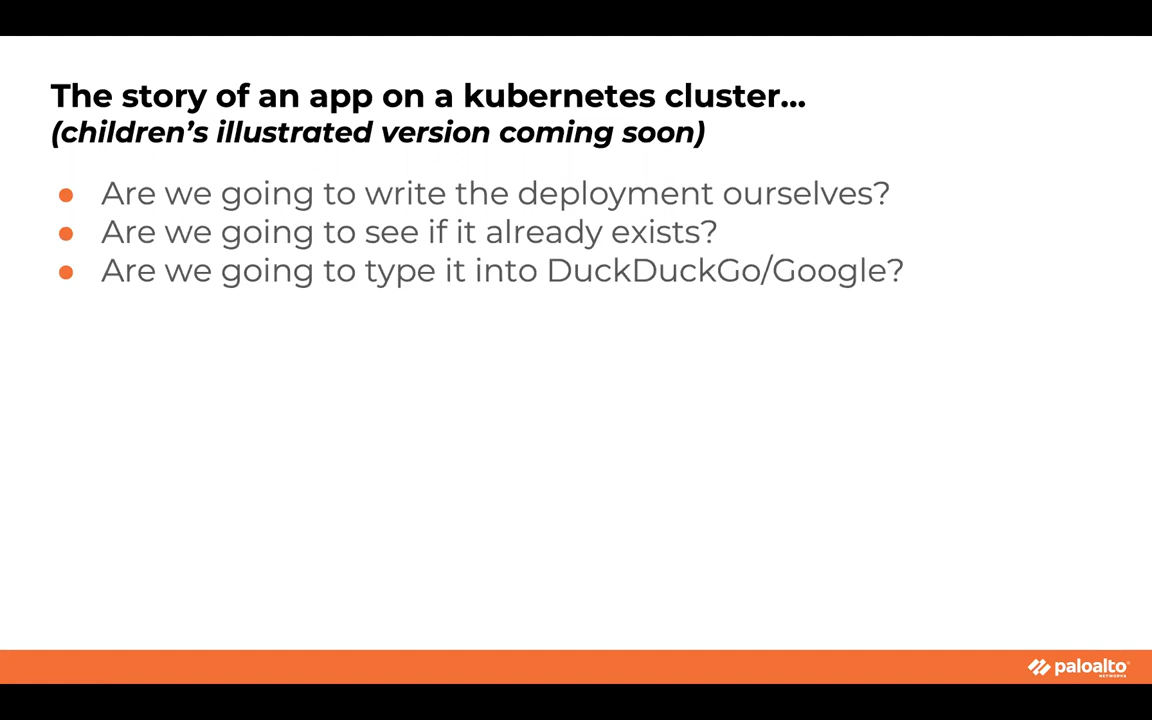 The story of an app on a kubernetes cluster...
(children's illustrated version coming soon)
● Are we going to write the deployment ourselves?
● Are we going to see if it already exists?
● Are we going to type it into DuckDuckGo/Google?
paloalto
NETWORKS